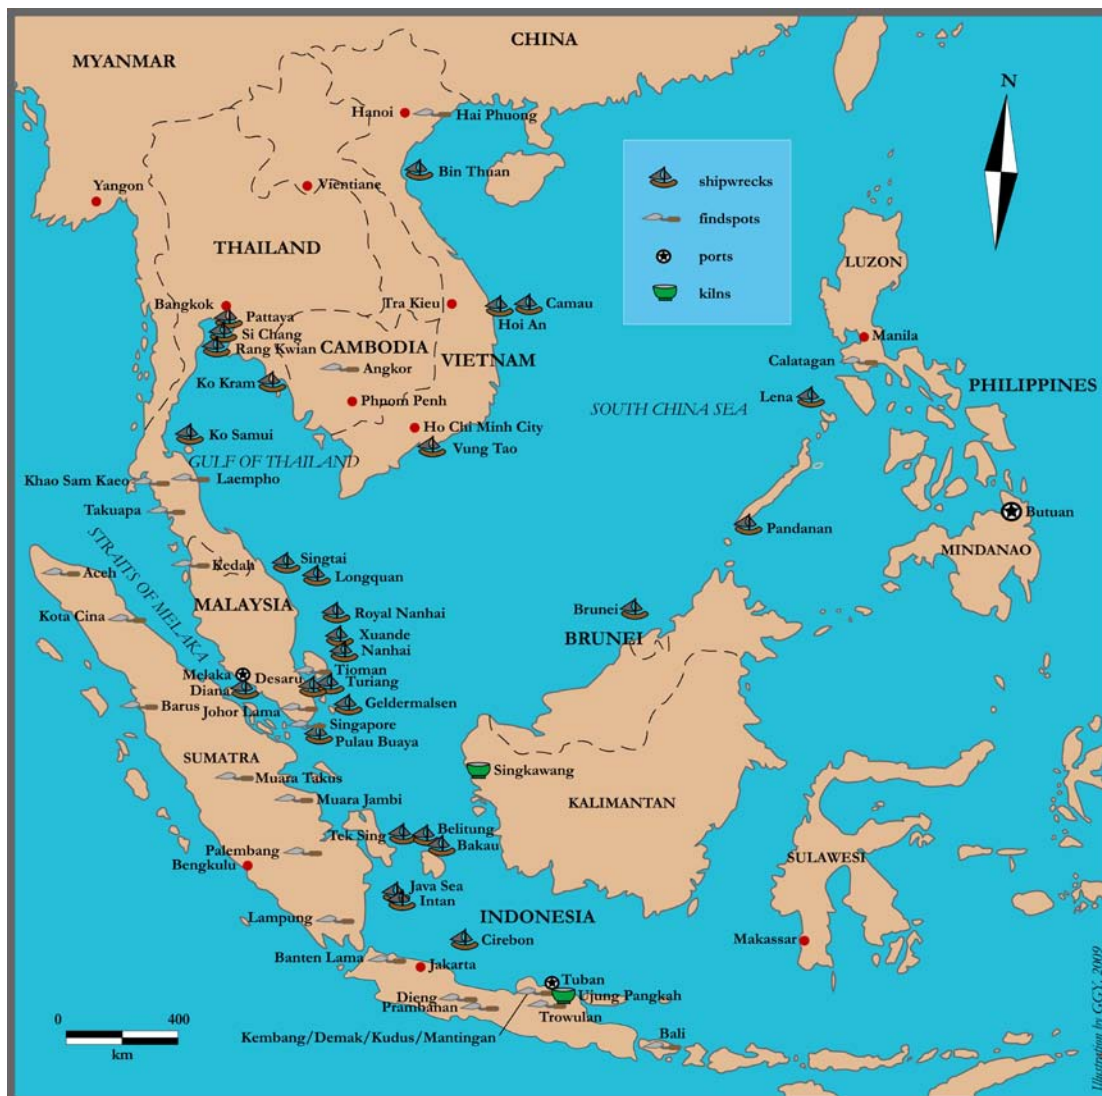 CHINA
MYANMAR
N
Hanoi
Hai Phuong
Bin Thuan
shipwrecks
findspots
ports
kilns
Yangon
Vientiane
THAILAND
LUZON
Bangkok
Pattaya
Si Chang
Rang Kwian
Tra Kieu
Camau
Hoi An
Manila
CAMBODIA
VIETNAM
Angkor
Calatagan
PHILIPPINES
Ko Kram
Phnom Penh
Lena
SOUTH CHINA SEA
Ho Chi Minh City
Ko Samui
Vung Tao
GULF OF THAILAND
Khao Sam Kaeo
Laempho
Takuapa
Butuan
Pandanan
MINDANAO
STRAITS OF MELAKA
Kedah
Singtai
Longquan
Aceh
MALAYSIA
Royal Nanhai
Kota Cina
Xuande
Nanhai
Brunei
BRUNEI
Melaka
Desaru
Tioman
Turiang
Diana
Barus
Johor Lama
Geldermalsen
Singapore
Pulau Buaya
SUMATRA
Muara Takus
Singkawang
Muara Jambi
KALIMANTAN
Tek Sing
Belitung
Bakau
Palembang
Bengkulu
SULAWESI
Java Sea
Intan
Lampung
INDONESIA
Cirebon
Makassar
Banten Lama
Jakarta
Tuban
Ujung Pangkah
Dieng
Prambanan
Trowulan
Kembang/Demak/Kudus/Mantingan
Bali
0
400
km
Illustration by GGY, 2009